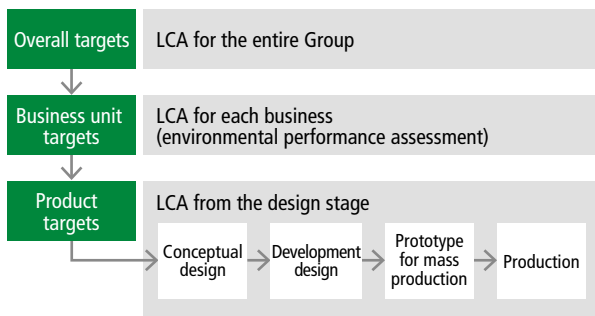 Overall targets
LCA for the entire Group
Business unit
targets
LCA for each business
(environmental performance assessment)
Product
targets
LCA from the design stage
Conceptual
design
Development
design
Prototype
for mass
production
Production